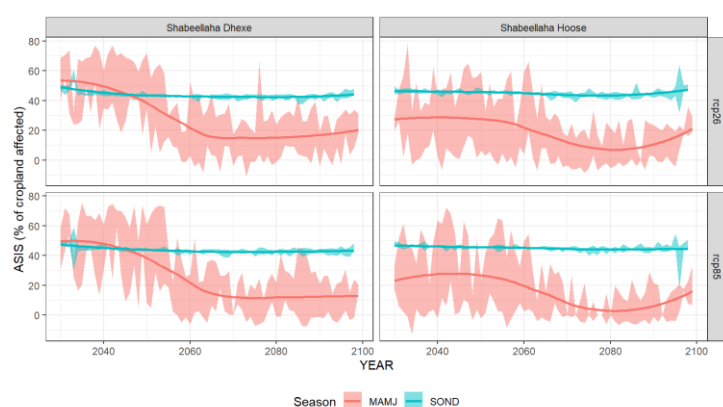 Shabeellaha Dhexe
Shabeellaha Hoose
80
60
40
20
0
rcp26
80
60
40
20
0
rcp85
ASIS (% of cropland affected)
2040
2060
2080
2100
2040
2060
2080
2100
YEAR
Season MAMJ SOND